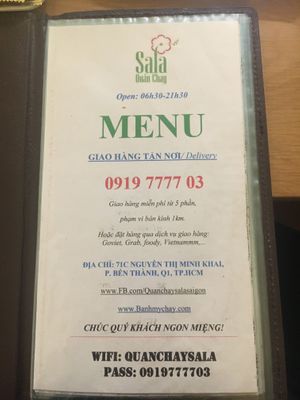 Sala
Quán Chay
Open: 06h30-21h30
MENU
GIAO HÀNG TẬN NƠI/ Delivery
0919 7777 03
Giao hàng miễn phí từ 5 phần,
phạm vi bán kính 1km.
Hoặc đặt hàng qua dịch vụ giao hàng:
Goviet, Grab, foody, Vietnammm,...
ĐỊA CHỈ: 71C NGUYỄN THỊ MINH KHAI,
P. BẾN THÀNH, Q1, TP.HCM
www.FB.com/Quanchaysalasaigon
www.Banhmychay.com
CHÚC QUÝ KHÁCH NGON MIỆNG!
WIFI: QUANCHAYSALA
PASS: 0919777703